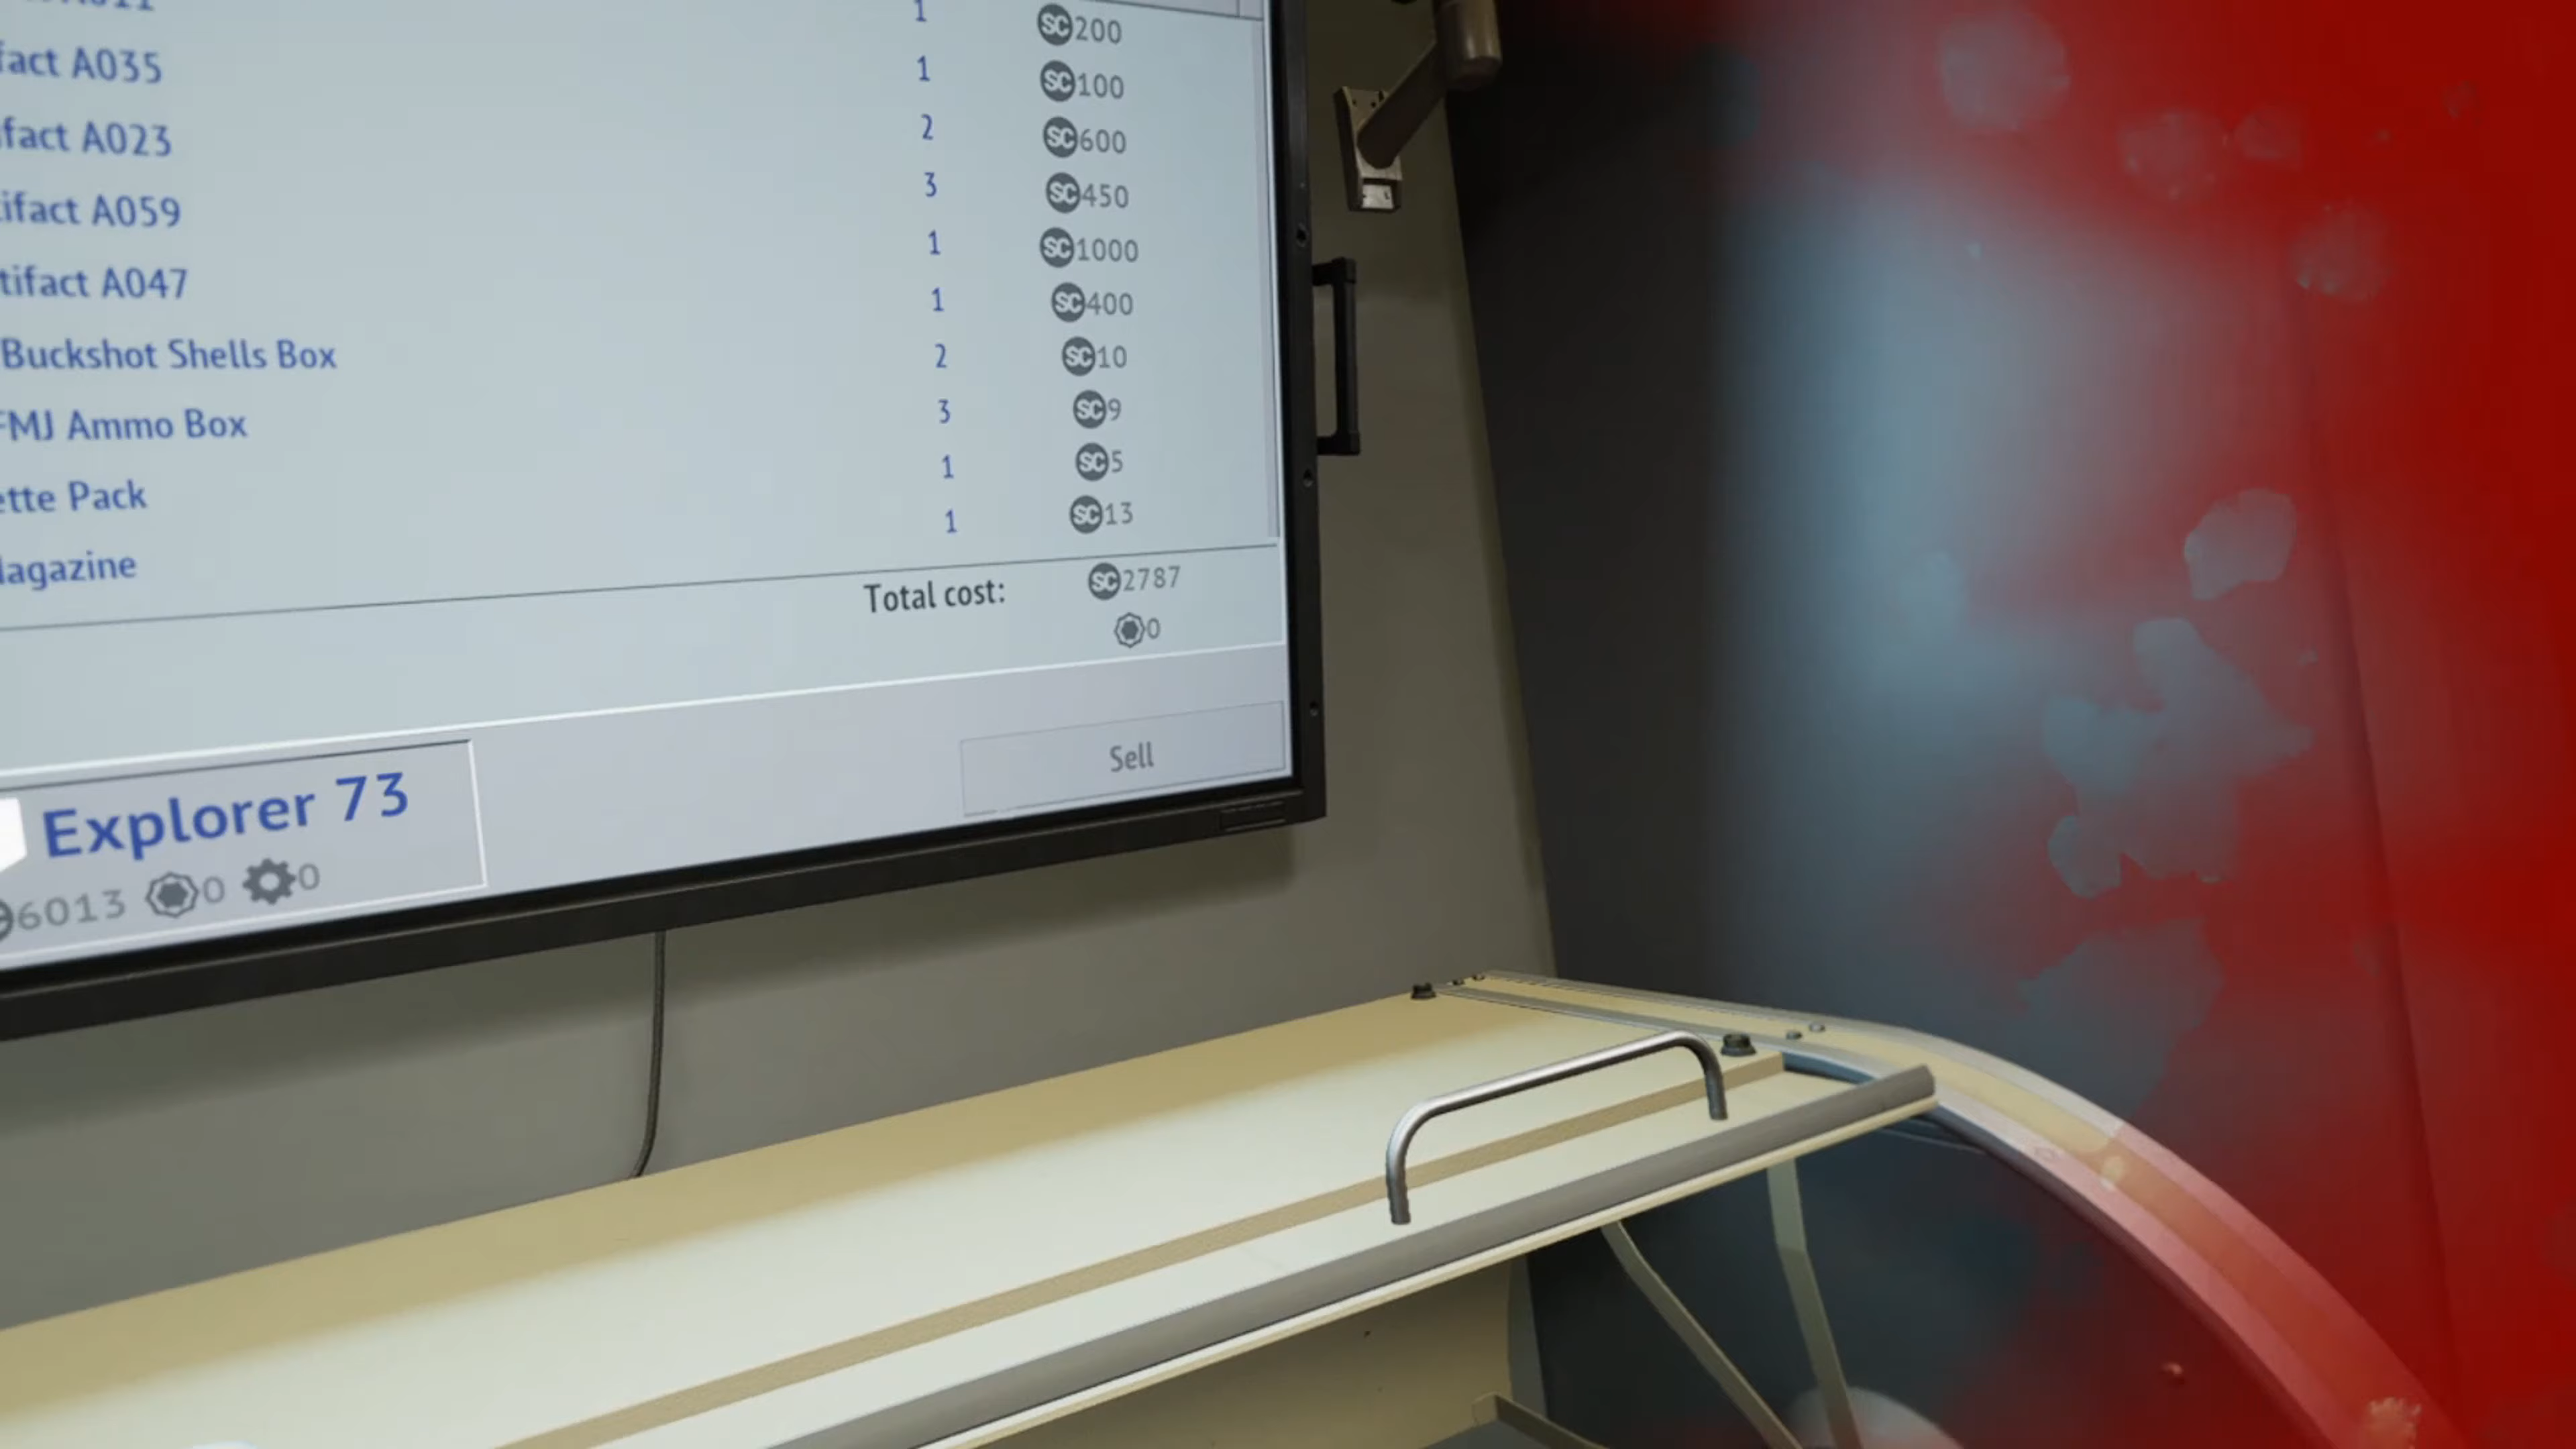 1 SC200
A011 1 SC100
fact A035 2 SC600
ifact A023 3 SC450
tifact A059 1 SC1000
tifact A047 1 SC400
Buckshot Shells Box 2 SC10
FMJ Ammo Box 3 SC9
ette Pack 1 SC5
Magazine 1 SC13
Total cost: SC2787
0
Sell
Explorer 73
6013 0 0